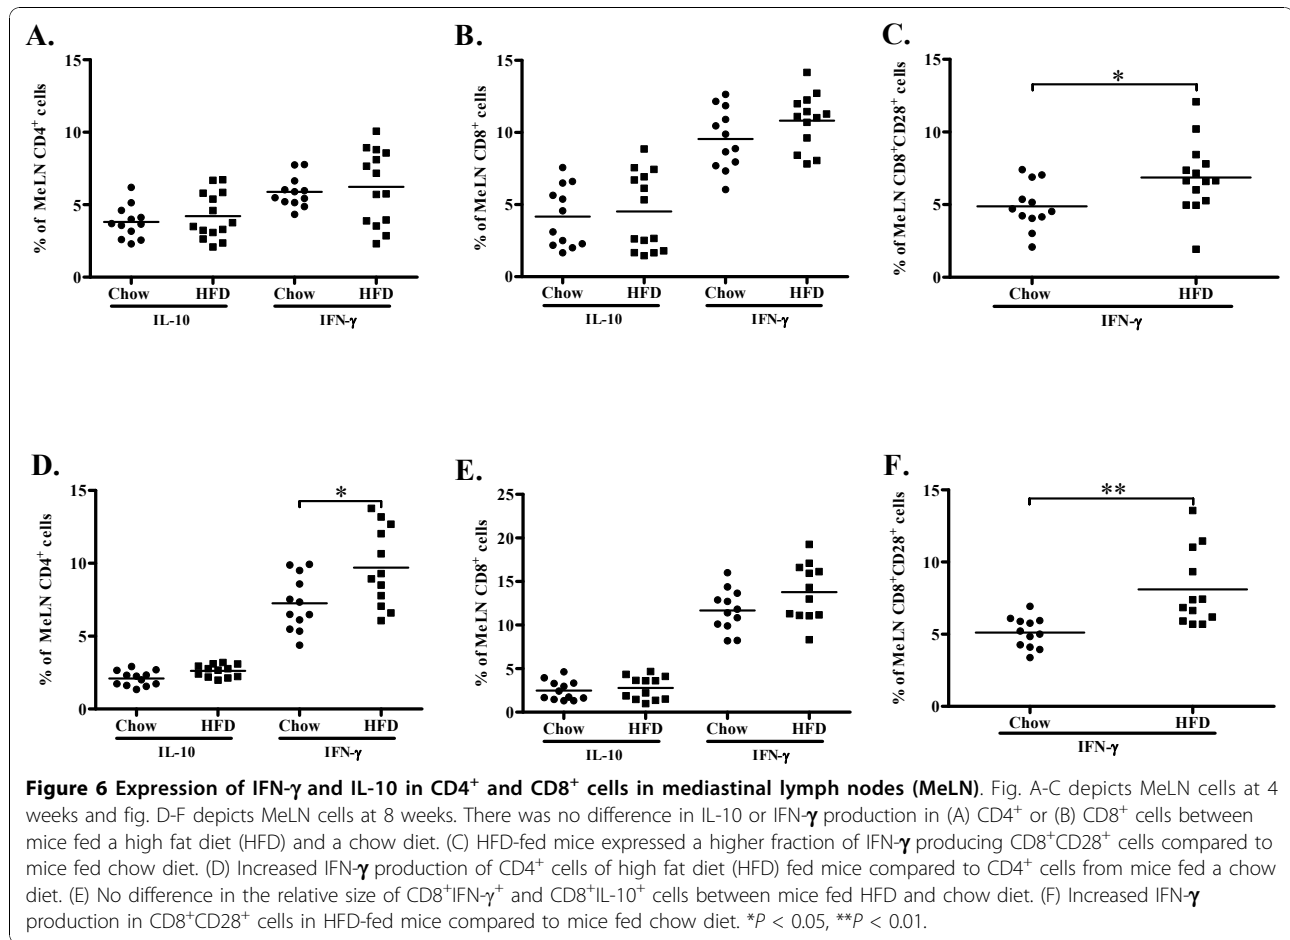 A.
% of MeLN CD4⁺ cells
15
10
5
0
Chow
HFD
Chow
HFD
IL-10
IFN-γ
B.
% of MeLN CD8⁺ cells
15
10
5
0
Chow
HFD
Chow
HFD
IL-10
IFN-γ
C.
% of MeLN CD8⁺CD28⁺ cells
15
10
5
0
*
Chow
HFD
IFN-γ
D.
% of MeLN CD4⁺ cells
15
10
5
0
*
Chow
HFD
Chow
HFD
IL-10
IFN-γ
E.
% of MeLN CD8⁺ cells
25
20
15
10
5
0
Chow
HFD
Chow
HFD
IL-10
IFN-γ
F.
% of MeLN CD8⁺CD28⁺ cells
15
10
5
0
**
Chow
HFD
IFN-γ
Figure 6 Expression of IFN-γ and IL-10 in CD4⁺ and CD8⁺ cells in mediastinal lymph nodes (MeLN). Fig. A-C depicts MeLN cells at 4
weeks and fig. D-F depicts MeLN cells at 8 weeks. There was no difference in IL-10 or IFN-γ production in (A) CD4⁺ or (B) CD8⁺ cells between
mice fed a high fat diet (HFD) and a chow diet. (C) HFD-fed mice expressed a higher fraction of IFN-γ producing CD8⁺CD28⁺ cells compared to
mice fed chow diet. (D) Increased IFN-γ production of CD4⁺ cells of high fat diet (HFD) fed mice compared to CD4⁺ cells from mice fed a chow
diet. (E) No difference in the relative size of CD8⁺IFN-γ⁺ and CD8⁺IL-10⁺ cells between mice fed HFD and chow diet. (F) Increased IFN-γ
production in CD8⁺CD28⁺ cells in HFD-fed mice compared to mice fed chow diet. *P < 0.05, **P < 0.01.